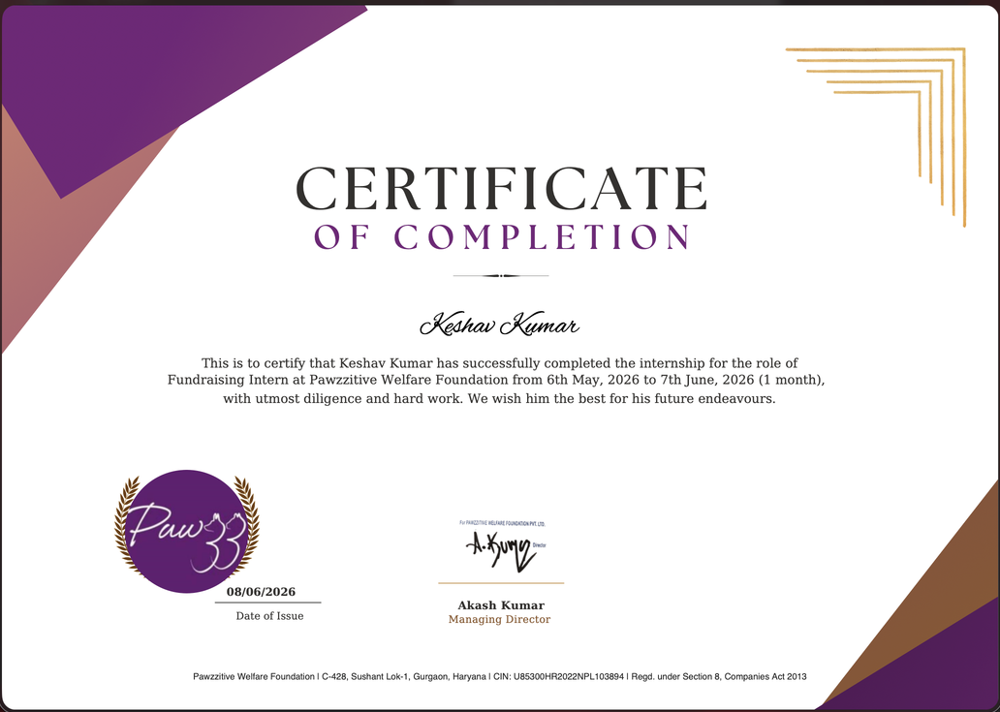 CERTIFICATE
OF COMPLETION
Keshav Kumar
This is to certify that Keshav Kumar has successfully completed the internship for the role of
Fundraising Intern at Pawzzitive Welfare Foundation from 6th May, 2026 to 7th June, 2026 (1 month),
with utmost diligence and hard work. We wish him the best for his future endeavours.
Pawzz
08/06/2026
Date of Issue
For PAWZZITIVE WELFARE FOUNDATION PVT. LTD.
A. Kumar
Director
Akash Kumar
Managing Director
Pawzzitive Welfare Foundation | C-428, Sushant Lok-1, Gurgaon, Haryana | CIN: U85300HR2022NPL103894 | Regd. under Section 8, Companies Act 2013